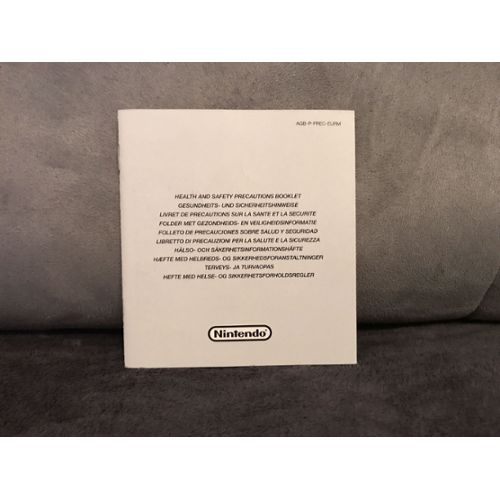 AGB-P-PREC-EURM
HEALTH AND SAFETY PRECAUTIONS BOOKLET
GESUNDHEITS- UND SICHERHEITSHINWEISE
LIVRET DE PRECAUTIONS SUR LA SANTE ET LA SECURITE
FOLDER MET GEZONDHEIDS- EN VEILIGHEIDSINFORMATIE
FOLLETO DE PRECAUCIONES SOBRE SALUD Y SEGURIDAD
LIBRETTO DI PRECAUZIONI PER LA SALUTE E LA SICUREZZA
HÄLSO- OCH SÄKERHETSINFORMATIONSHÄFTE
HÆFTE MED HELBREDS- OG SIKKERHEDSFORANSTALTNINGER
TERVEYS- JA TURVAOPAS
HEFTE MED HELSE- OG SIKKERHETSFORHOLDSREGLER
Nintendo